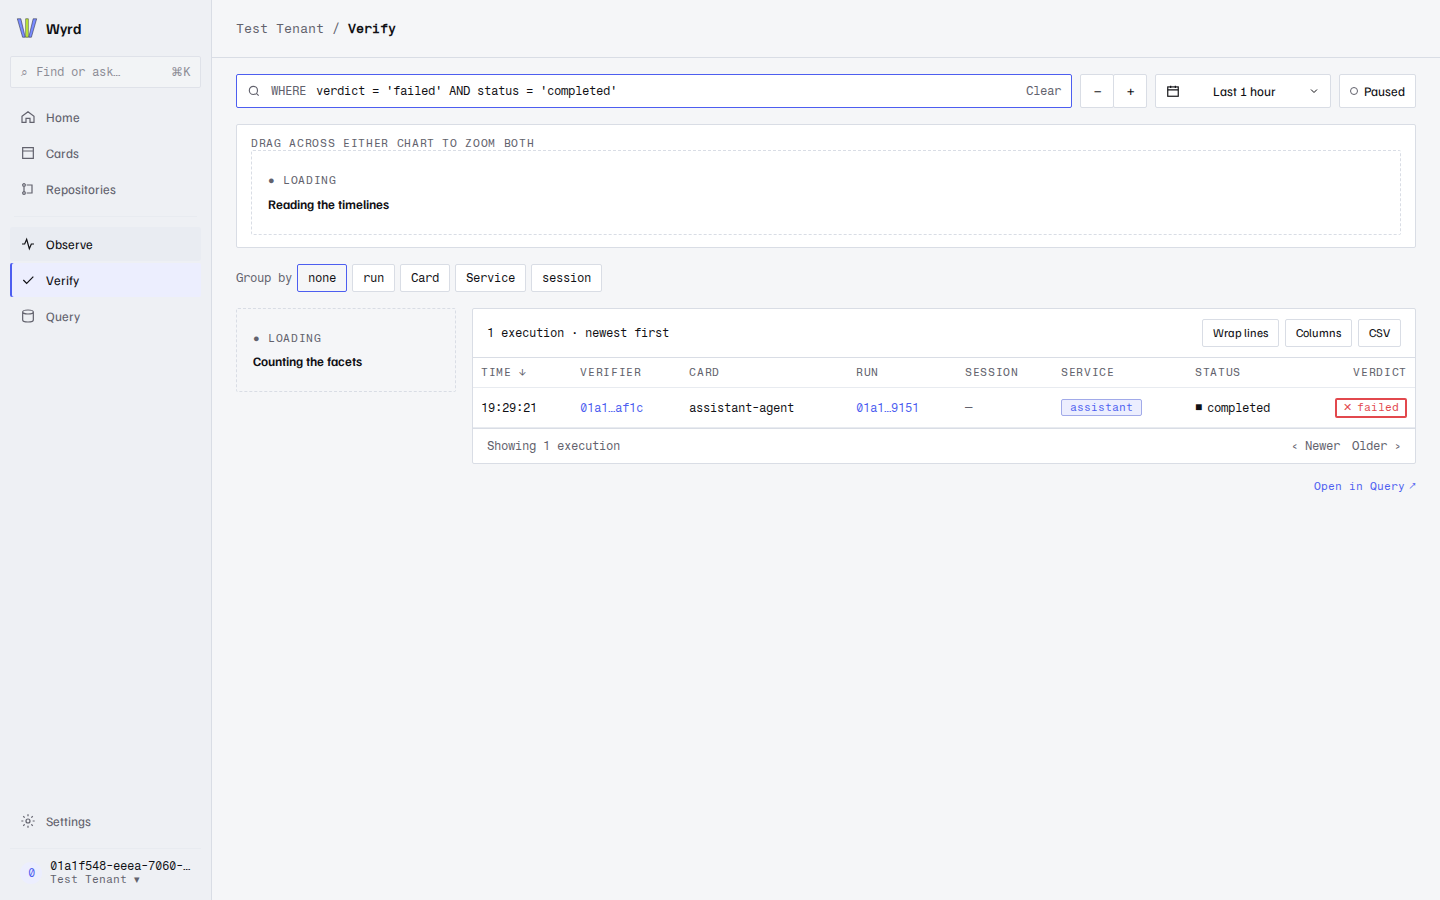 Wyrd
Test Tenant / Verify
Find or ask… ⌘K
WHERE verdict = 'failed' AND status = 'completed' Clear
− + Last 1 hour Paused
Home
Cards
Repositories
Observe
Verify
Query
DRAG ACROSS EITHER CHART TO ZOOM BOTH
● LOADING
Reading the timelines
Group by none run Card Service session
● LOADING
Counting the facets
1 execution · newest first Wrap lines Columns CSV
TIME ↓ VERIFIER CARD RUN SESSION SERVICE STATUS VERDICT
19:29:21 01a1…af1c assistant-agent 01a1…9151 — assistant ■ completed ✕ failed
Showing 1 execution ‹ Newer Older ›
Open in Query ↗
Settings
0 01a1f548-eeea-7060-…
Test Tenant ▾